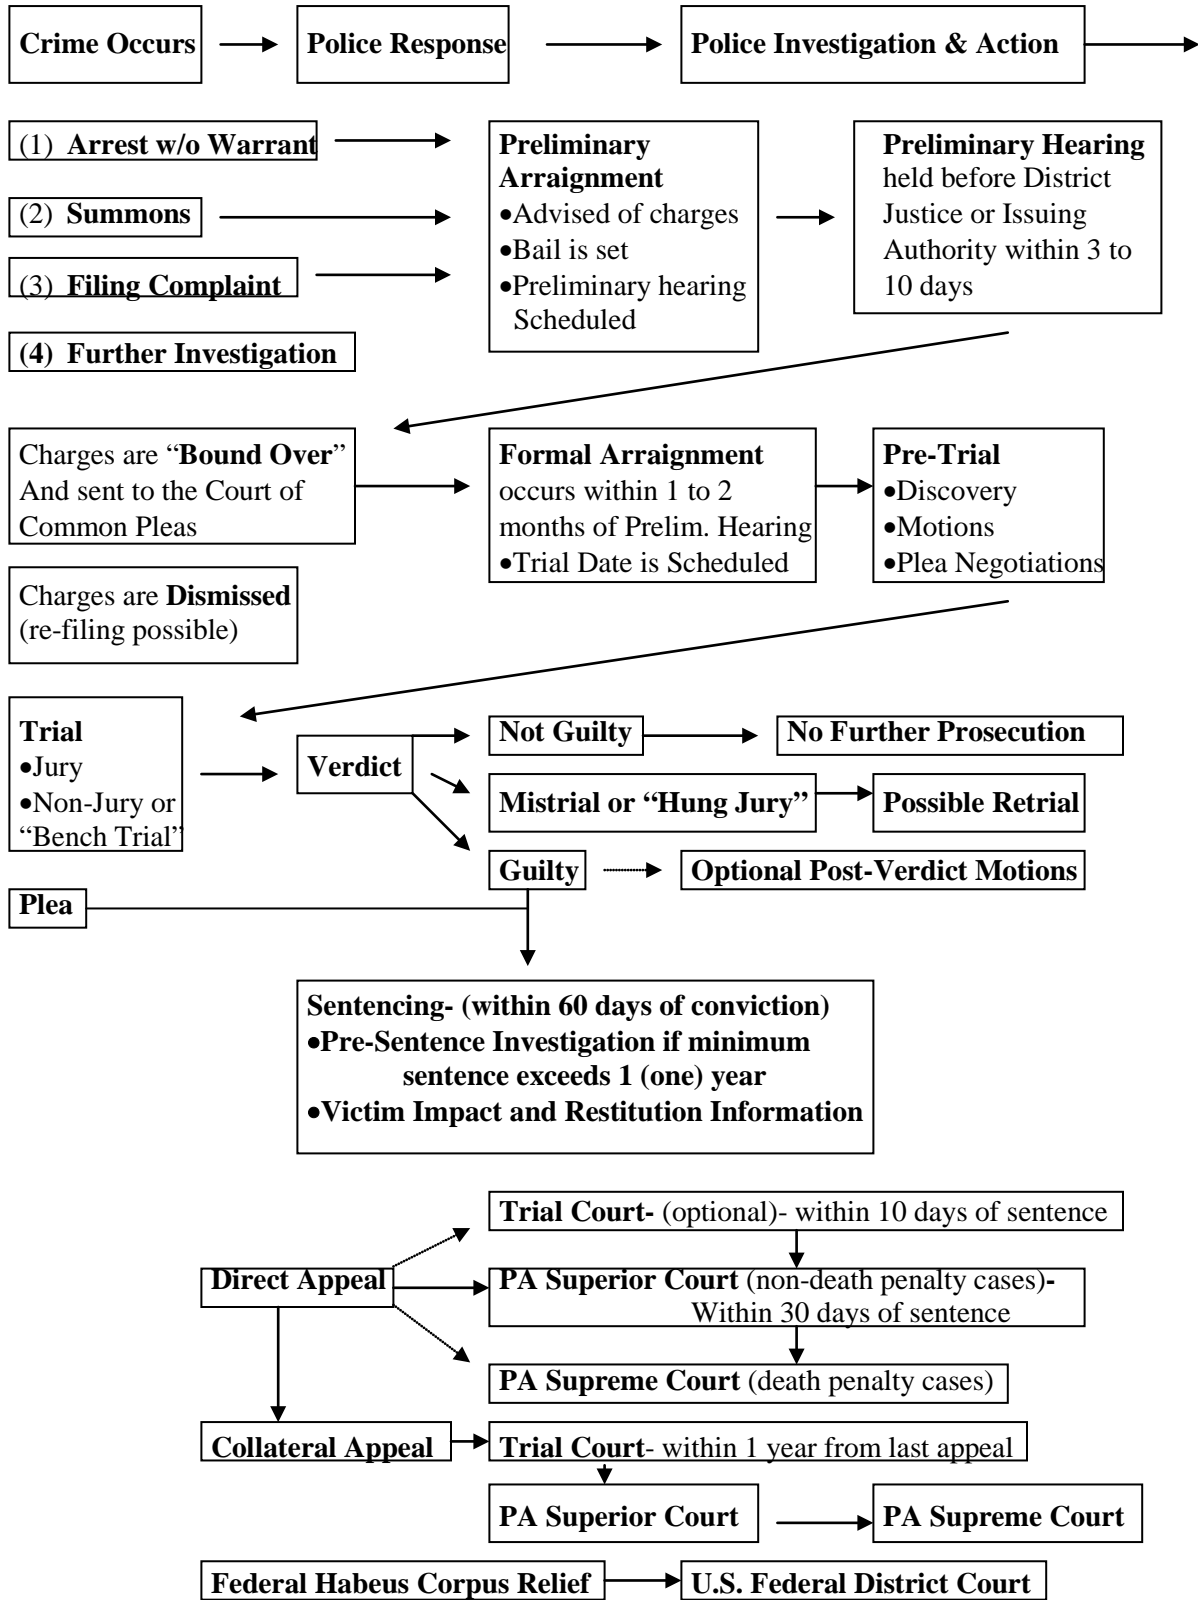 Crime Occurs
Police Response
Police Investigation & Action
(1) Arrest w/o Warrant
(2) Summons
(3) Filing Complaint
(4) Further Investigation
Preliminary
Arraignment
•Advised of charges
•Bail is set
•Preliminary hearing
Scheduled
Preliminary Hearing
held before District
Justice or Issuing
Authority within 3 to
10 days
Charges are “Bound Over”
And sent to the Court of
Common Pleas
Formal Arraignment
occurs within 1 to 2
months of Prelim. Hearing
•Trial Date is Scheduled
Pre-Trial
•Discovery
•Motions
•Plea Negotiations
Charges are Dismissed
(re-filing possible)
Trial
•Jury
•Non-Jury or
“Bench Trial”
Verdict
Not Guilty
No Further Prosecution
Mistrial or “Hung Jury”
Possible Retrial
Guilty
Optional Post-Verdict Motions
Plea
Sentencing- (within 60 days of conviction)
•Pre-Sentence Investigation if minimum
sentence exceeds 1 (one) year
•Victim Impact and Restitution Information
Direct Appeal
Trial Court- (optional)- within 10 days of sentence
PA Superior Court (non-death penalty cases)-
Within 30 days of sentence
PA Supreme Court (death penalty cases)
Collateral Appeal
Trial Court- within 1 year from last appeal
PA Superior Court
PA Supreme Court
Federal Habeus Corpus Relief
U.S. Federal District Court